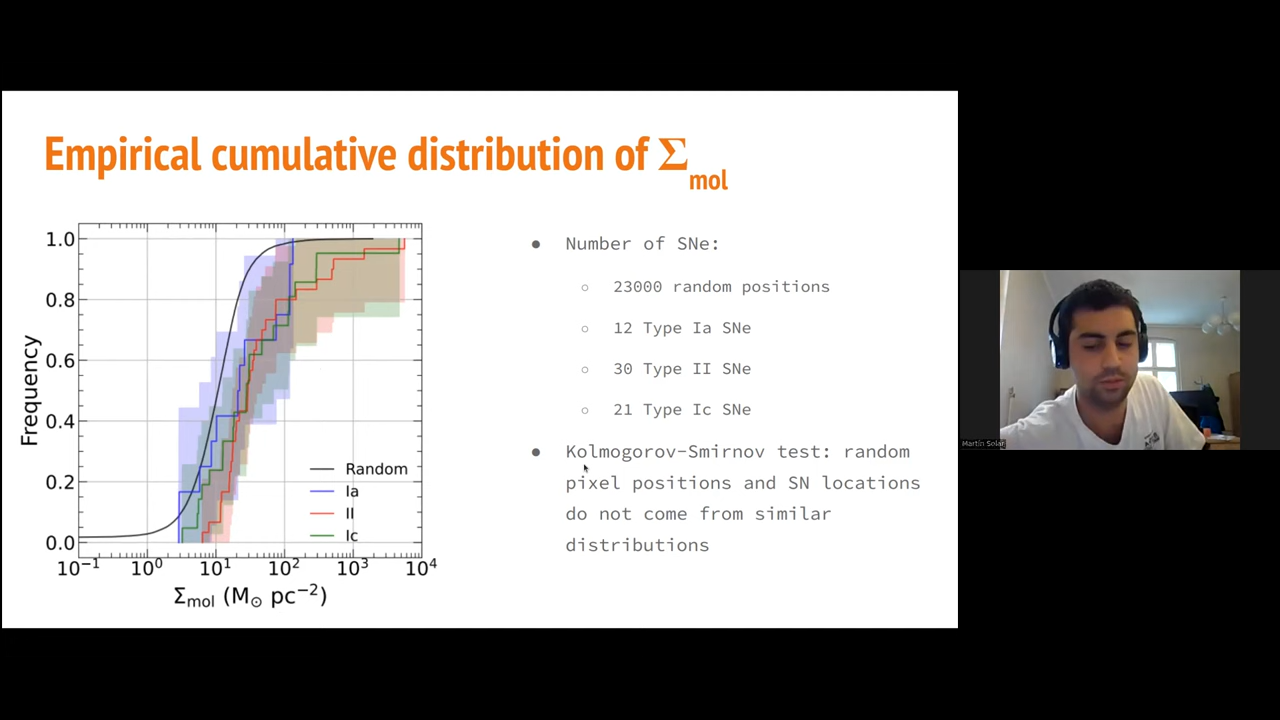 Empirical cumulative distribution of Σmol
1.0
0.8
0.6
0.4
0.2
0.0
Frequency
Random
Ia
II
Ic
10⁻¹ 10⁰ 10¹ 10² 10³ 10⁴
Σmol (M⊙ pc⁻²)
● Number of SNe:
○ 23000 random positions
○ 12 Type Ia SNe
○ 30 Type II SNe
○ 21 Type Ic SNe
● Kolmogorov-Smirnov test: random
pixel positions and SN locations
do not come from similar
distributions
Martín Solar